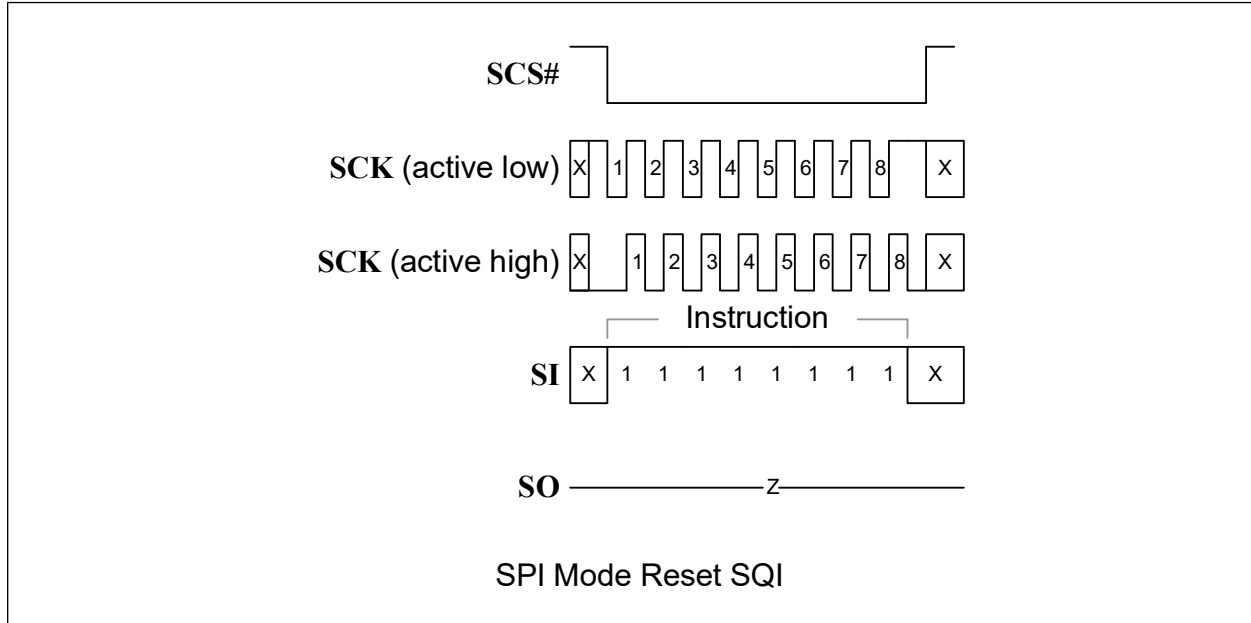 SCS#
SCK (active low) X 1 2 3 4 5 6 7 8 X
SCK (active high) X 1 2 3 4 5 6 7 8 X
Instruction
SI X 1 1 1 1 1 1 1 1 X
SO Z
SPI Mode Reset SQI